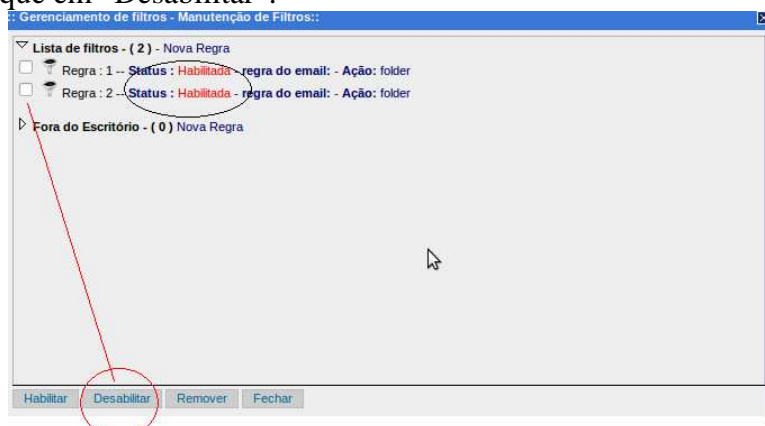 que em "Desabilitar".
:: Gerenciamento de filtros - Manutenção de Filtros::
Lista de filtros - ( 2 ) - Nova Regra
Regra : 1 -- Status : Habilitada - regra do email: - Ação: folder
Regra : 2 -- Status : Habilitada - regra do email: - Ação: folder
Fora do Escritório - ( 0 ) Nova Regra
Habilitar Desabilitar Remover Fechar